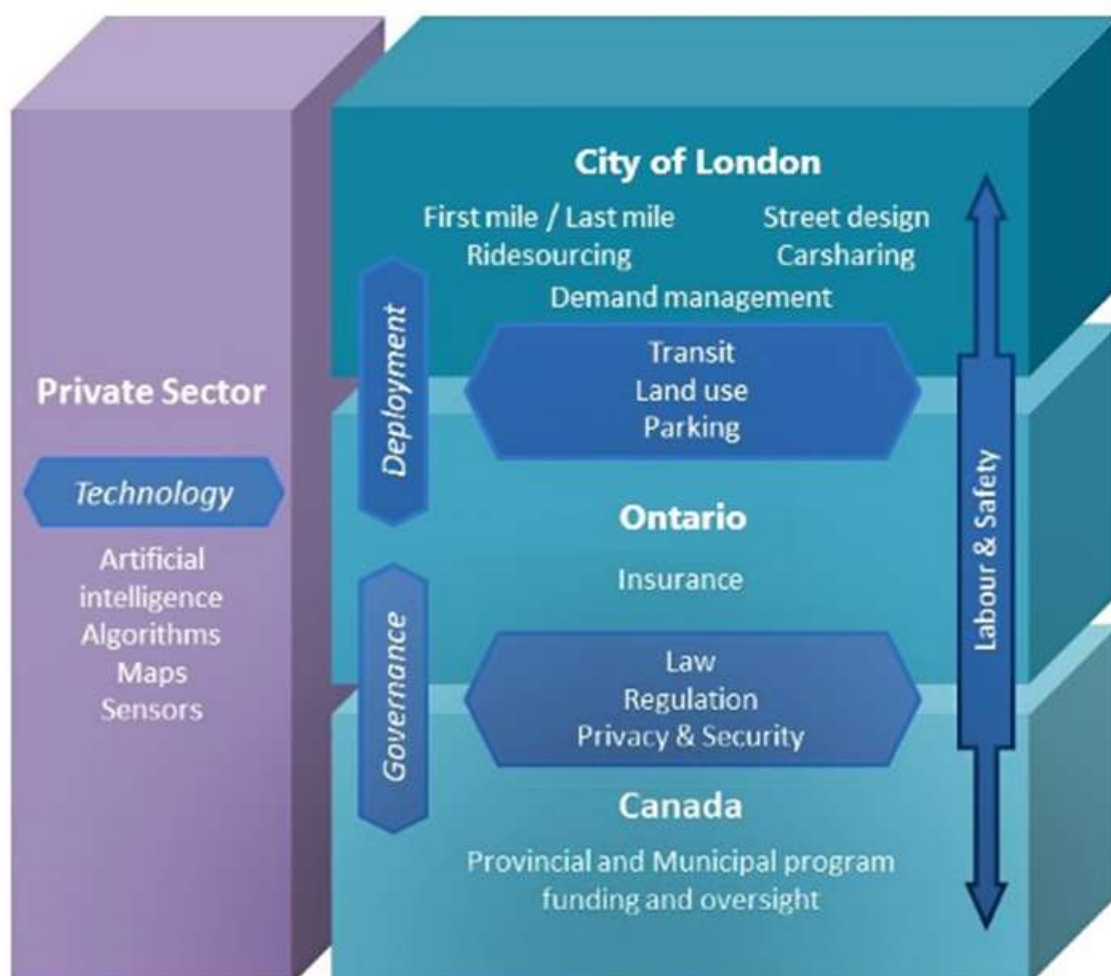 Private Sector
Technology
Artificial
intelligence
Algorithms
Maps
Sensors
City of London
First mile / Last mile
Ridesourcing
Street design
Carsharing
Demand management
Deployment
Transit
Land use
Parking
Ontario
Insurance
Governance
Law
Regulation
Privacy & Security
Canada
Provincial and Municipal program
funding and oversight
Labour & Safety